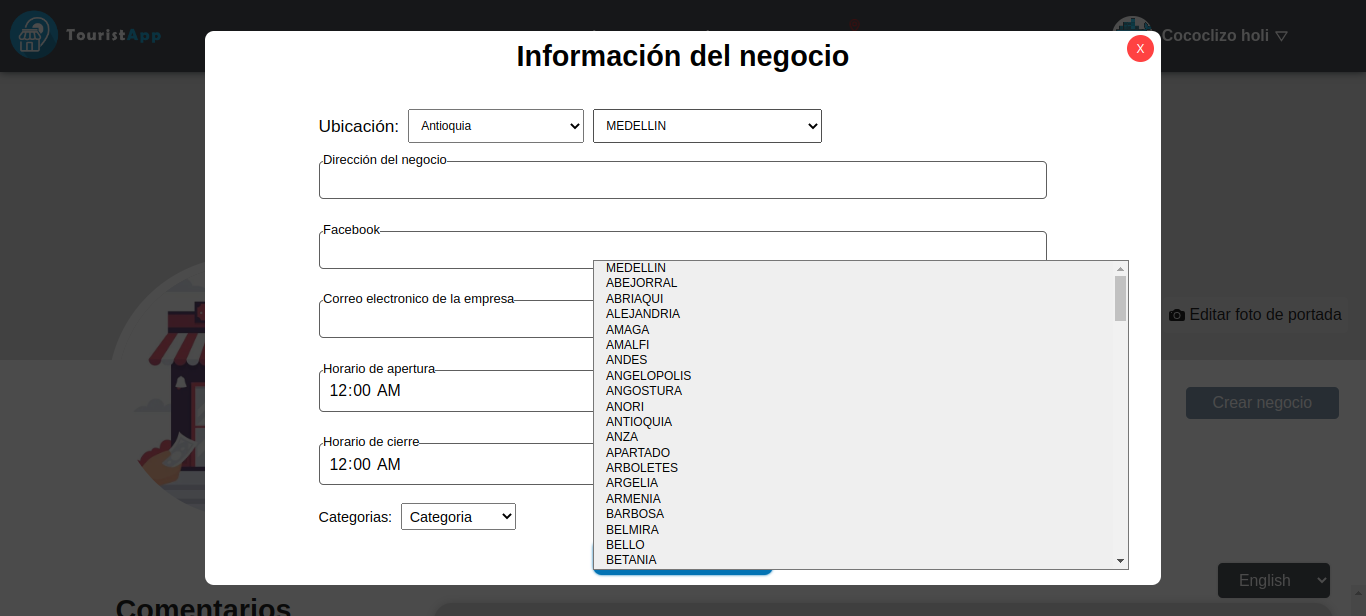 TouristApp
Cococlizo holi
Información del negocio
X
Ubicación:
Antioquia
MEDELLIN
Dirección del negocio
Facebook
Correo electronico de la empresa
Horario de apertura
12:00 AM
Horario de cierre
12:00 AM
Categorias:
Categoria
MEDELLIN
ABEJORRAL
ABRIAQUI
ALEJANDRIA
AMAGA
AMALFI
ANDES
ANGELOPOLIS
ANGOSTURA
ANORI
ANTIOQUIA
ANZA
APARTADO
ARBOLETES
ARGELIA
ARMENIA
BARBOSA
BELMIRA
BELLO
BETANIA
Editar foto de portada
Crear negocio
English
Comentarios